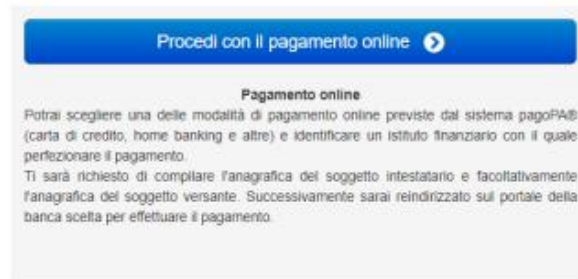 Procedi con il pagamento online
Pagamento online
Potrai scegliere una delle modalità di pagamento online previste dal sistema pagoPA®
(carta di credito, home banking e altre) e identificare un istituto finanziario con il quale
perfezionare il pagamento.
Ti sarà richiesto di compilare l'anagrafica del soggetto intestatario e facoltativamente
l'anagrafica del soggetto versante. Successivamente sarai reindirizzato sul portale della
banca scelta per effettuare il pagamento.